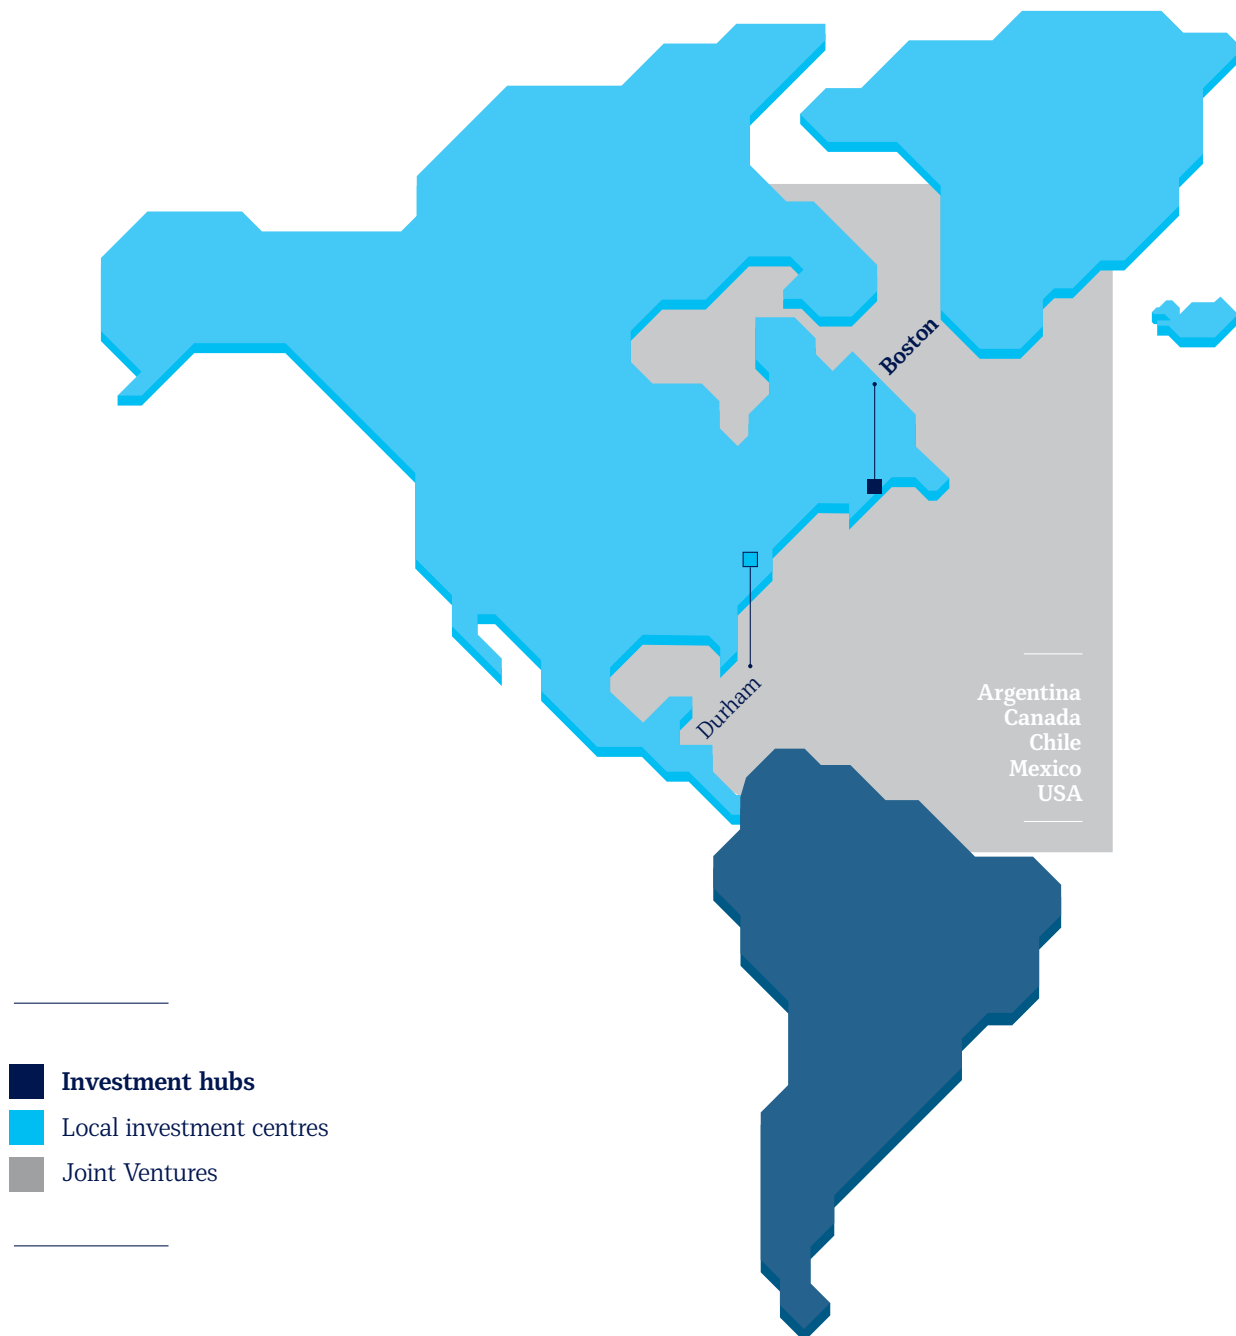 Boston
Durham
Argentina
Canada
Chile
Mexico
USA
Investment hubs
Local investment centres
Joint Ventures